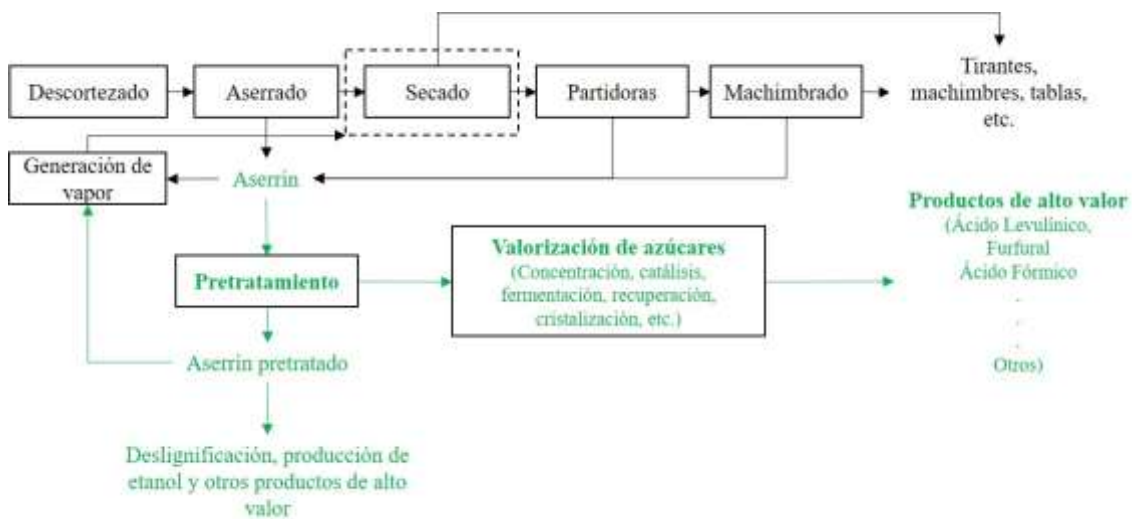 Descortezado
Aserrado
Secado
Partidoras
Machimbrado
Tirantes,
machimbres, tablas,
etc.
Generación de
vapor
Aserrín
Pretratamiento
Valorización de azúcares
(Concentración, catálisis,
fermentación, recuperación,
cristalización, etc.)
Productos de alto valor
(Ácido Levulínico,
Furfural
Ácido Fórmico
.
.
.
Otros)
Aserrín pretratado
Deslignificación, producción de
etanol y otros productos de alto
valor